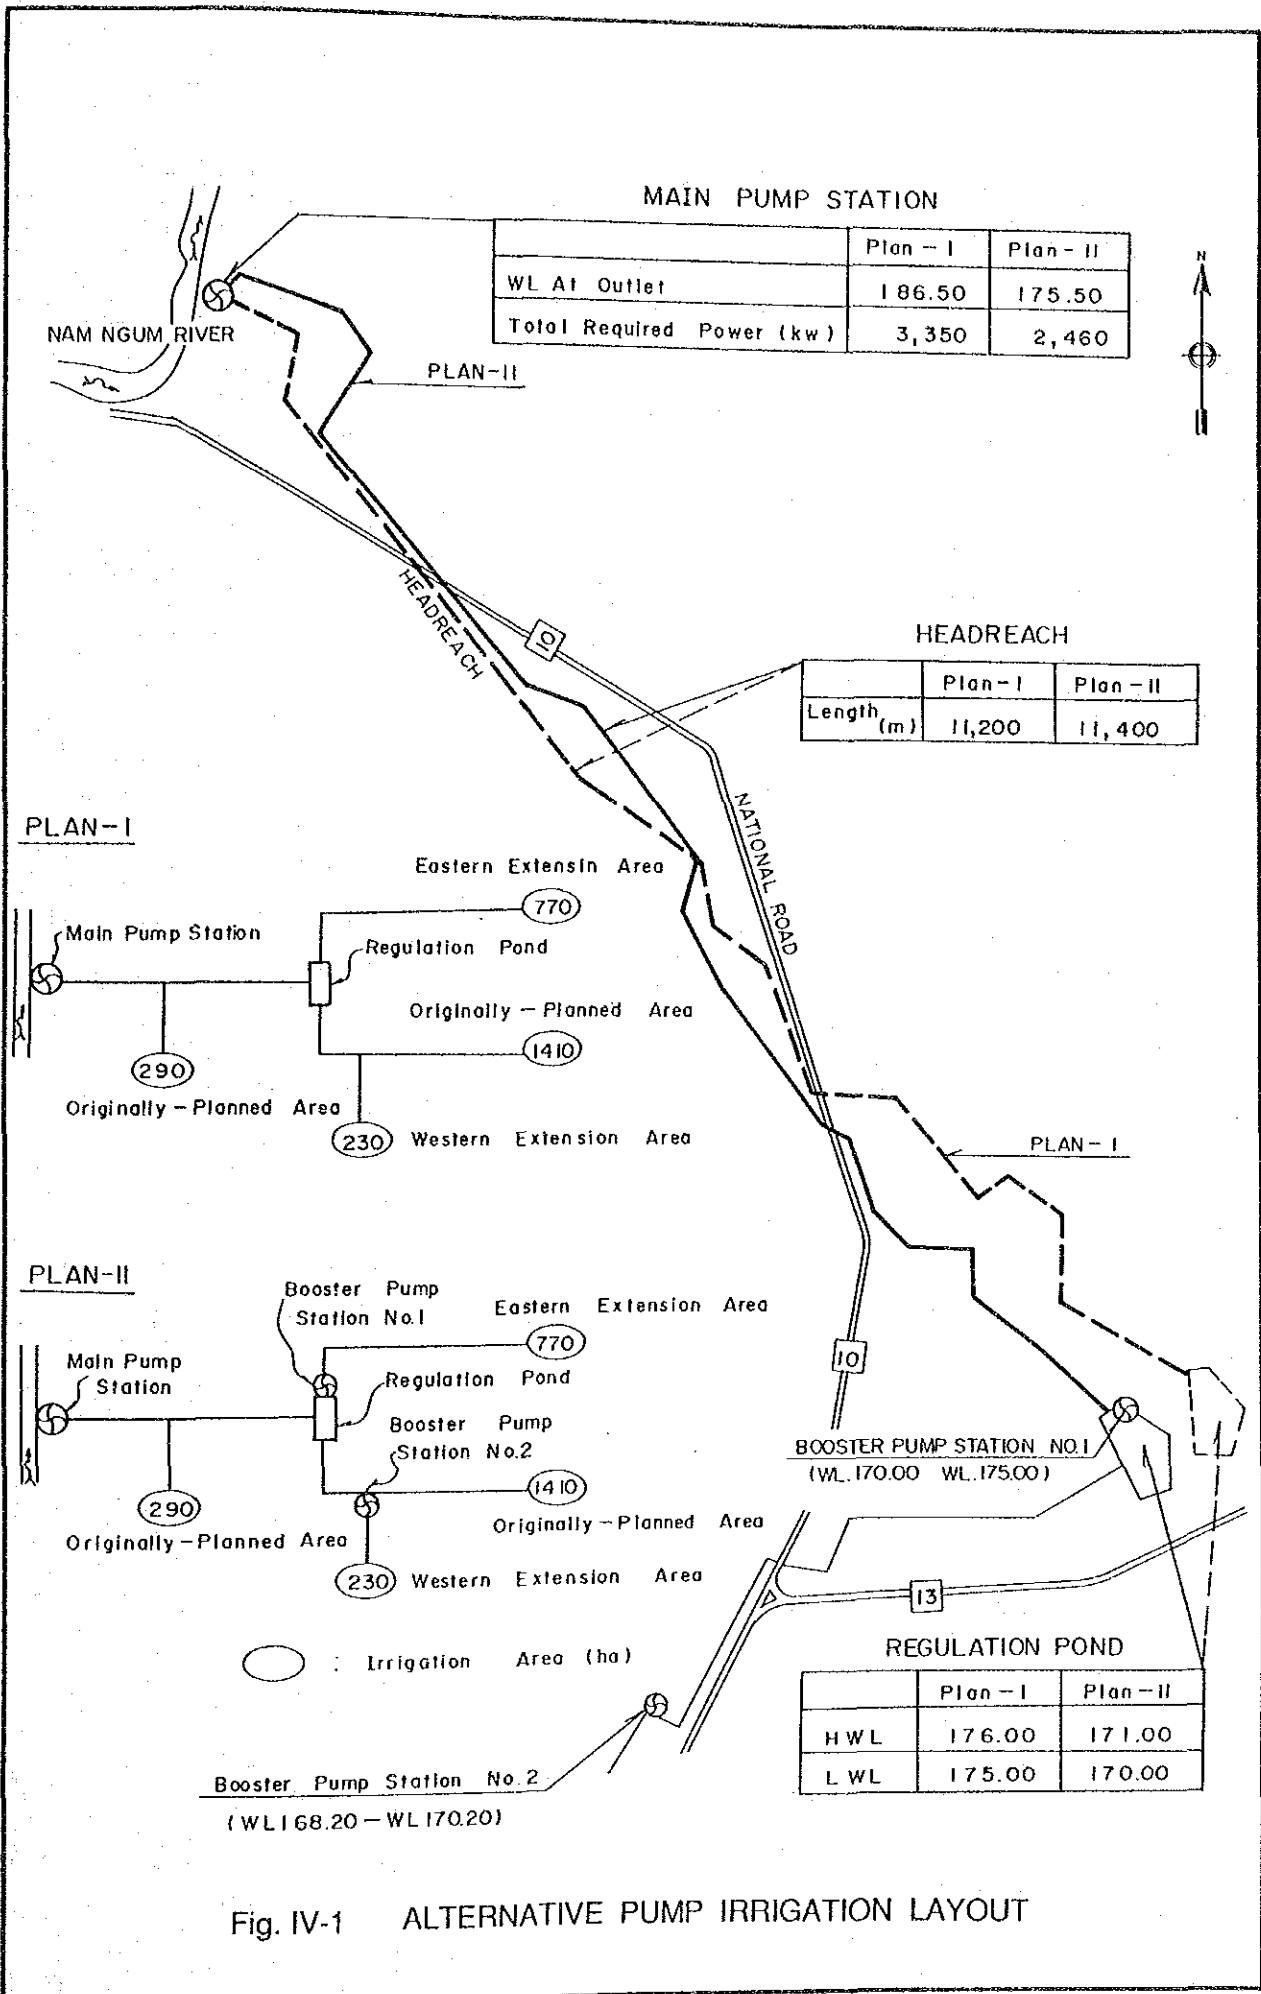 MAIN PUMP STATION
Plan-I Plan-II
WL At Outlet 186.50 175.50
Total Required Power (kw) 3,350 2,460
N
NAM NGUM RIVER
PLAN-II
HEADREACH
10
HEADREACH
Plan-I Plan-II
Length (m) 11,200 11,400
NATIONAL ROAD
PLAN-I
Eastern Extensin Area
770
Main Pump Station
Regulation Pond
Originally-Planned Area
1410
290
Originally-Planned Area
230 Western Extension Area
PLAN-I
PLAN-II
Booster Pump
Station No.1
Eastern Extension Area
770
Main Pump
Station
Regulation Pond
Booster Pump
Station No.2
1410
290
Originally-Planned Area
Originally-Planned Area
230 Western Extension Area
10
BOOSTER PUMP STATION NO.1
(WL.170.00 WL.175.00)
13
: Irrigation Area (ha)
REGULATION POND
Plan-I Plan-II
HWL 176.00 171.00
LWL 175.00 170.00
Booster Pump Station No.2
(WL168.20-WL170.20)
Fig. IV-1 ALTERNATIVE PUMP IRRIGATION LAYOUT